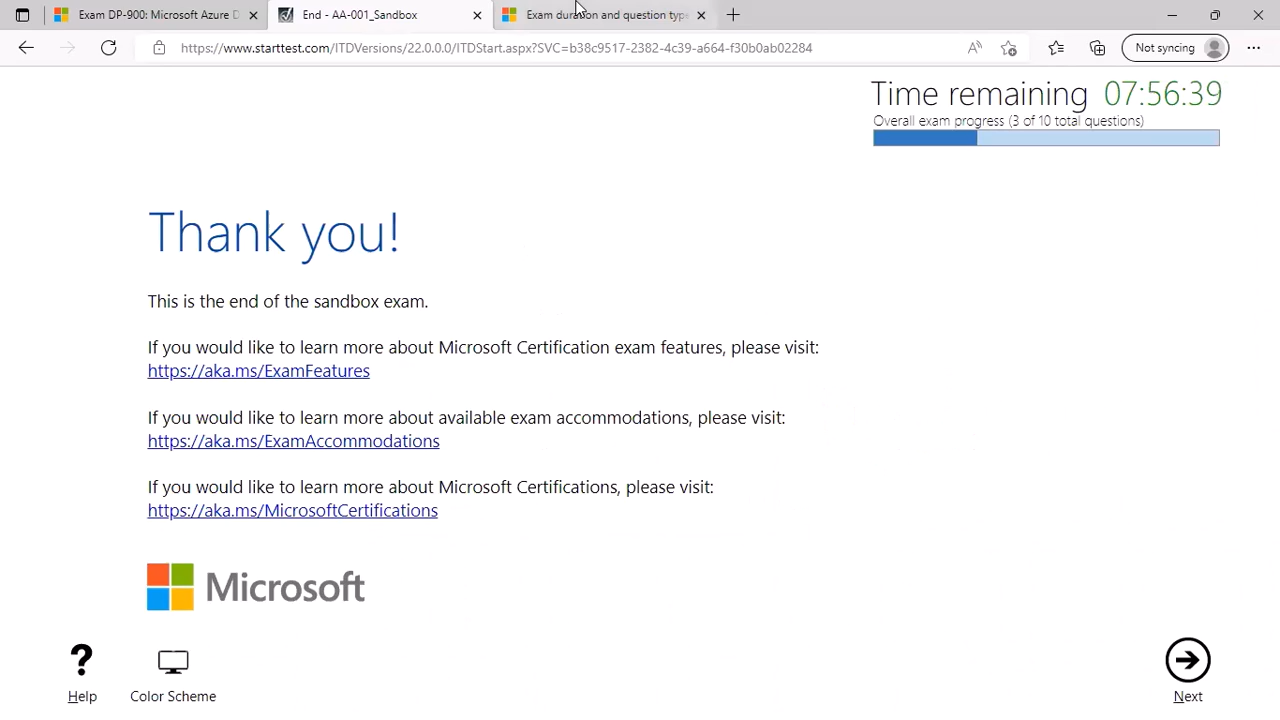 Exam DP-900: Microsoft Azure D
End - AA-001_Sandbox
Exam duration and question type
https://www.starttest.com/ITDVersions/22.0.0.0/ITDStart.aspx?SVC=b38c9517-2382-4c39-a664-f30b0ab02284
Not syncing
Time remaining 07:56:39
Overall exam progress (3 of 10 total questions)
Thank you!
This is the end of the sandbox exam.
If you would like to learn more about Microsoft Certification exam features, please visit:
https://aka.ms/ExamFeatures
If you would like to learn more about available exam accommodations, please visit:
https://aka.ms/ExamAccommodations
If you would like to learn more about Microsoft Certifications, please visit:
https://aka.ms/MicrosoftCertifications
Microsoft
Help
Color Scheme
Next